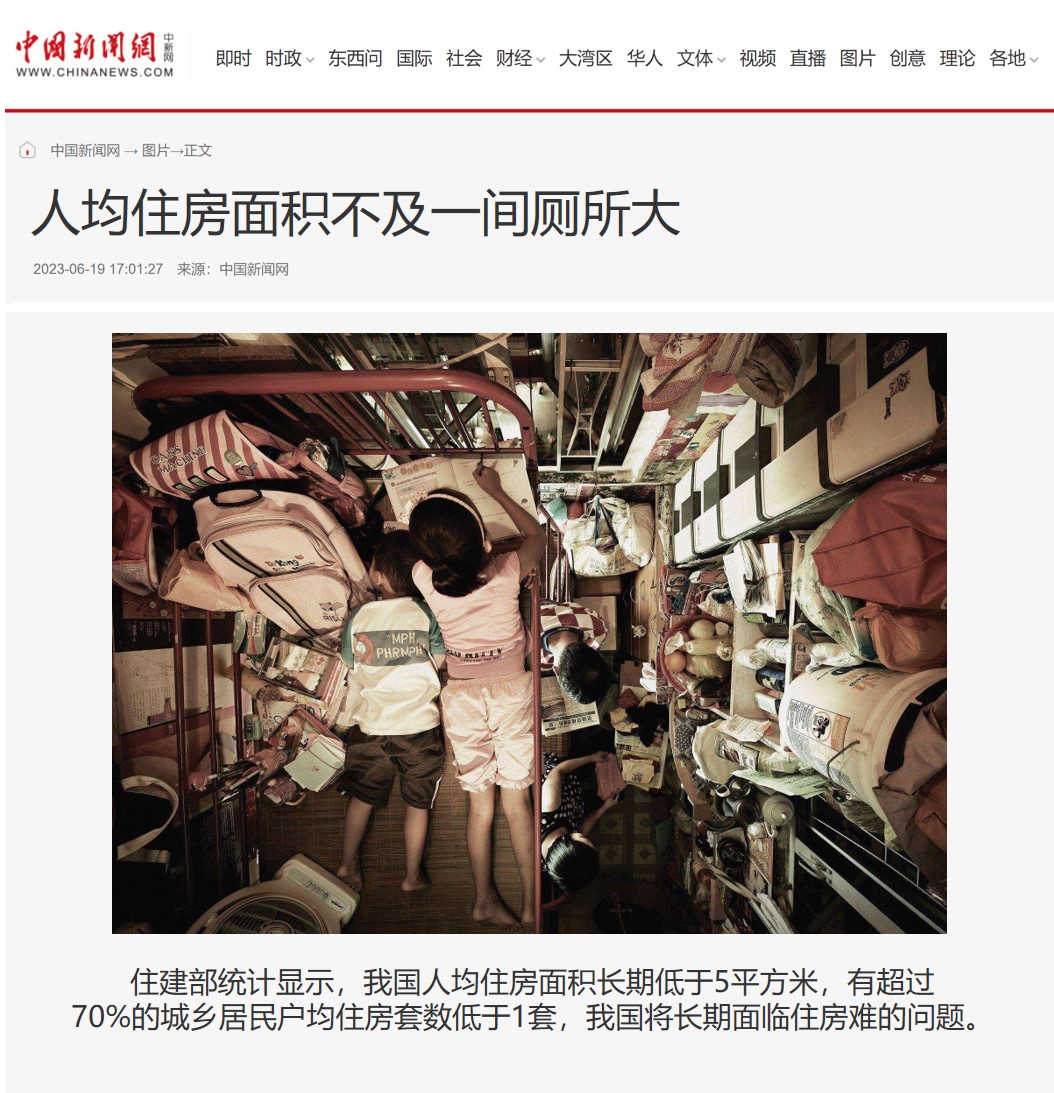 中國新聞網 中新网
WWW.CHINANEWS.COM
即时 时政 东西问 国际 社会 财经 大湾区 华人 文体 视频 直播 图片 创意 理论 各地
中国新闻网 → 图片→正文
人均住房面积不及一间厕所大
2023-06-19 17:01:27 来源：中国新闻网
MPH
PHRMPH
住建部统计显示，我国人均住房面积长期低于5平方米，有超过
70%的城乡居民户均住房套数低于1套，我国将长期面临住房难的问题。